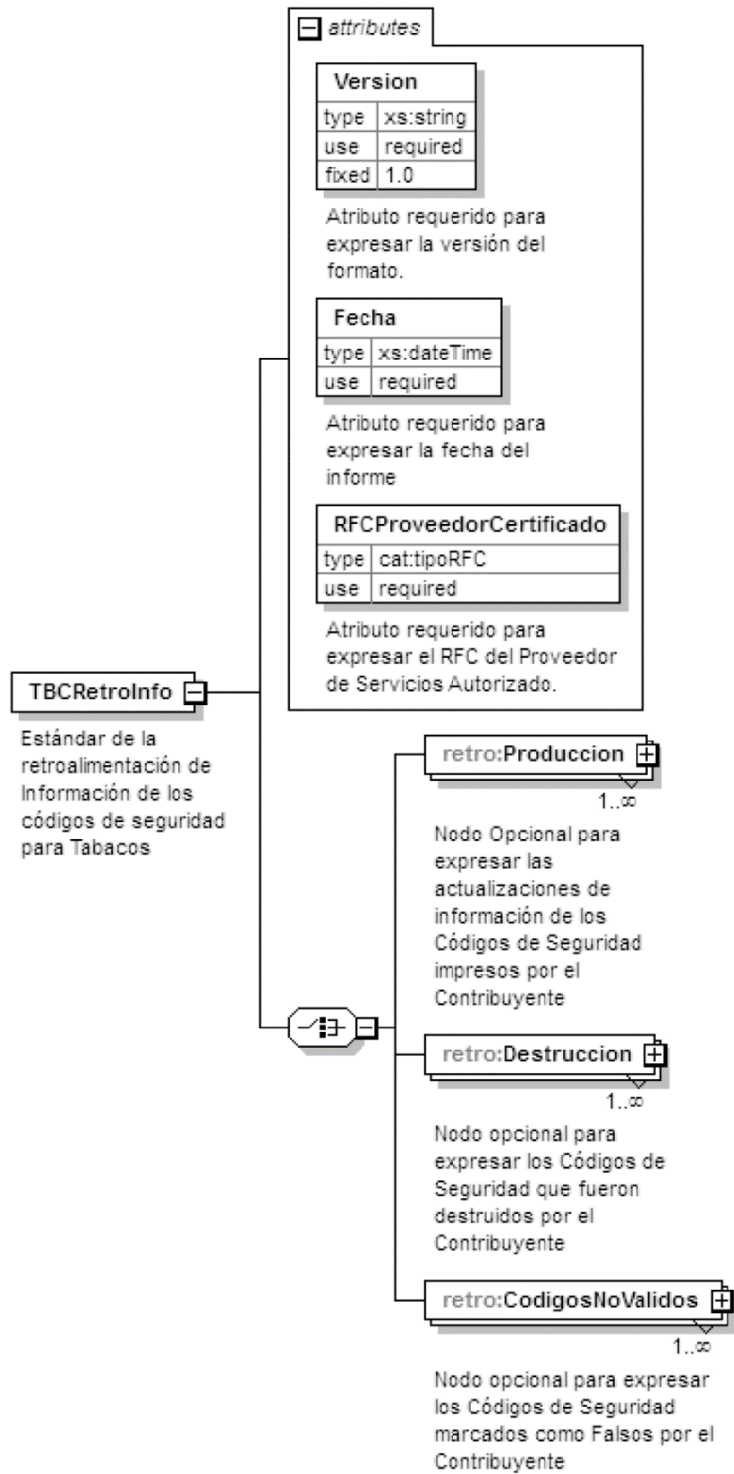 attributes
Version
type xs:string
use required
fixed 1.0
Atributo requerido para
expresar la versión del
formato.
Fecha
type xs:dateTime
use required
Atributo requerido para
expresar la fecha del
informe
RFCProveedorCertificado
type cat:tipoRFC
use required
Atributo requerido para
expresar el RFC del Proveedor
de Servicios Autorizado.
TBCRetroInfo
Estándar de la
retroalimentación de
Información de los
códigos de seguridad
para Tabacos
retro:Produccion
1..∞
Nodo Opcional para
expresar las
actualizaciones de
información de los
Códigos de Seguridad
impresos por el
Contribuyente
retro:Destruccion
1..∞
Nodo opcional para
expresar los Códigos de
Seguridad que fueron
destruidos por el
Contribuyente
retro:CodigosNoValidos
1..∞
Nodo opcional para expresar
los Códigos de Seguridad
marcados como Falsos por el
Contribuyente